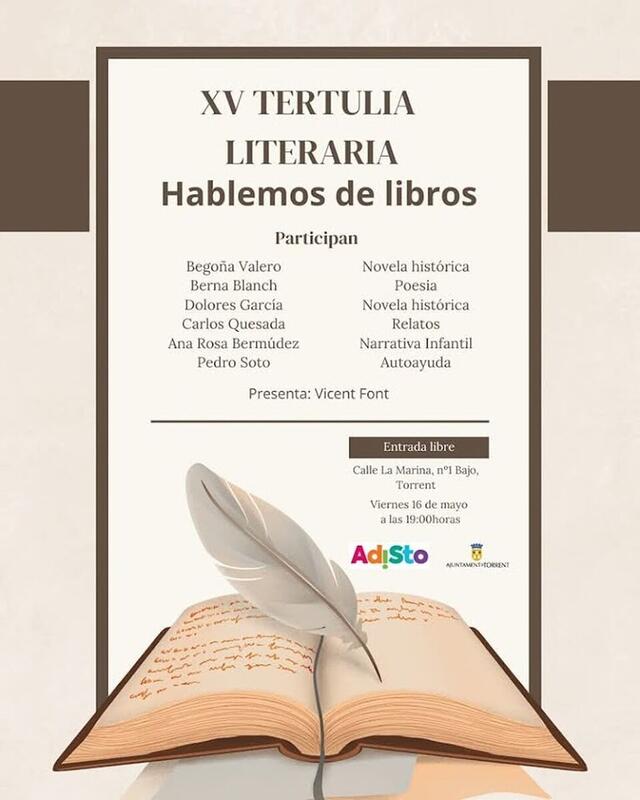 XV TERTULIA
LITERARIA
Hablemos de libros
Participan
Begoña Valero Novela histórica
Berna Blanch Poesia
Dolores García Novela histórica
Carlos Quesada Relatos
Ana Rosa Bermúdez Narrativa Infantil
Pedro Soto Autoayuda
Presenta: Vicent Font
Entrada libre
Calle La Marina, nº1 Bajo,
Torrent
Viernes 16 de mayo
a las 19:00horas
AdiSto
AJUNTAMENT D TORRENT